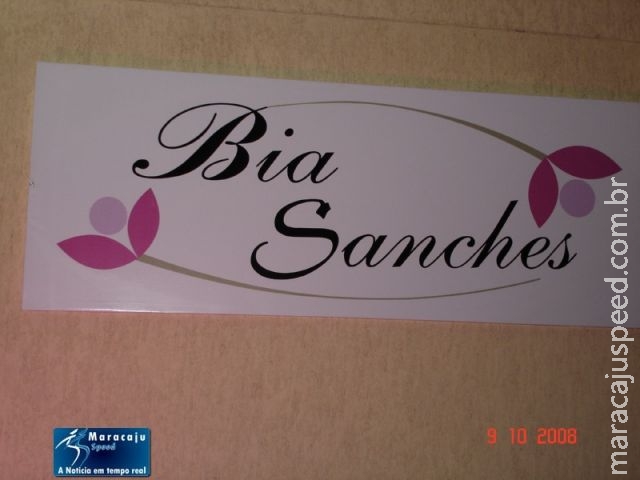 Bia
Sanches
maracajuspeed.com.br
Maracaju
Speed
A Notícia em tempo real
9 10 2008